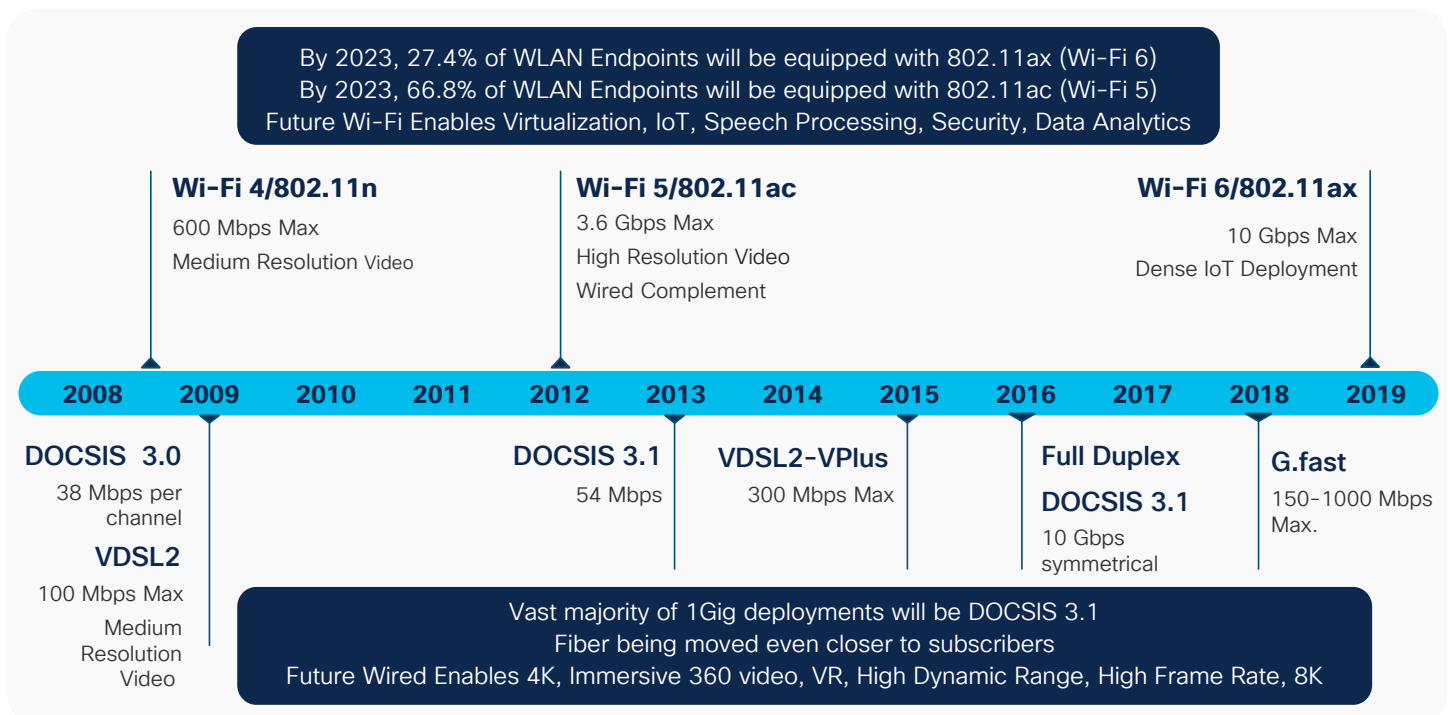 By 2023, 27.4% of WLAN Endpoints will be equipped with 802.11ax (Wi-Fi 6)
By 2023, 66.8% of WLAN Endpoints will be equipped with 802.11ac (Wi-Fi 5)
Future Wi-Fi Enables Virtualization, IoT, Speech Processing, Security, Data Analytics
Wi-Fi 4/802.11n
600 Mbps Max
Medium Resolution Video
Wi-Fi 5/802.11ac
3.6 Gbps Max
High Resolution Video
Wired Complement
Wi-Fi 6/802.11ax
10 Gbps Max
Dense IoT Deployment
2008 2009 2010 2011 2012 2013 2014 2015 2016 2017 2018 2019
DOCSIS 3.0
38 Mbps per
channel
VDSL2
100 Mbps Max
Medium
Resolution
Video
DOCSIS 3.1
54 Mbps
VDSL2-VPlus
300 Mbps Max
Full Duplex
DOCSIS 3.1
10 Gbps
symmetrical
G.fast
150-1000 Mbps
Max.
Vast majority of 1Gig deployments will be DOCSIS 3.1
Fiber being moved even closer to subscribers
Future Wired Enables 4K, Immersive 360 video, VR, High Dynamic Range, High Frame Rate, 8K